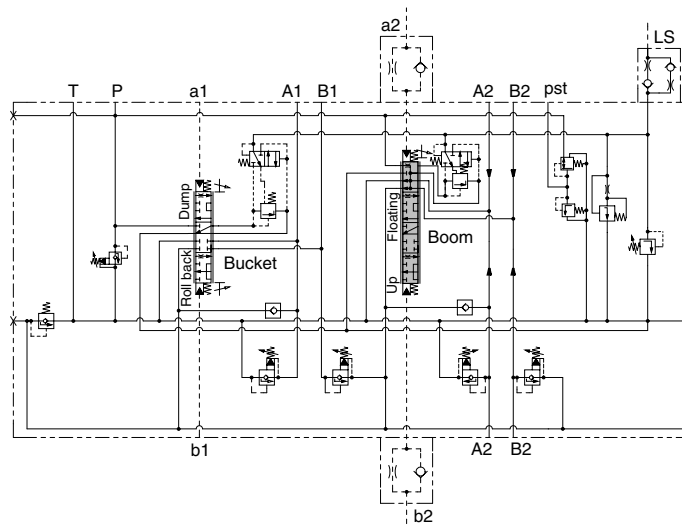 a2
LS
T
P
a1
A1
B1
A2
B2
pst
Dump
Roll back
Bucket
Floating
Up
Boom
b1
A2
B2
b2